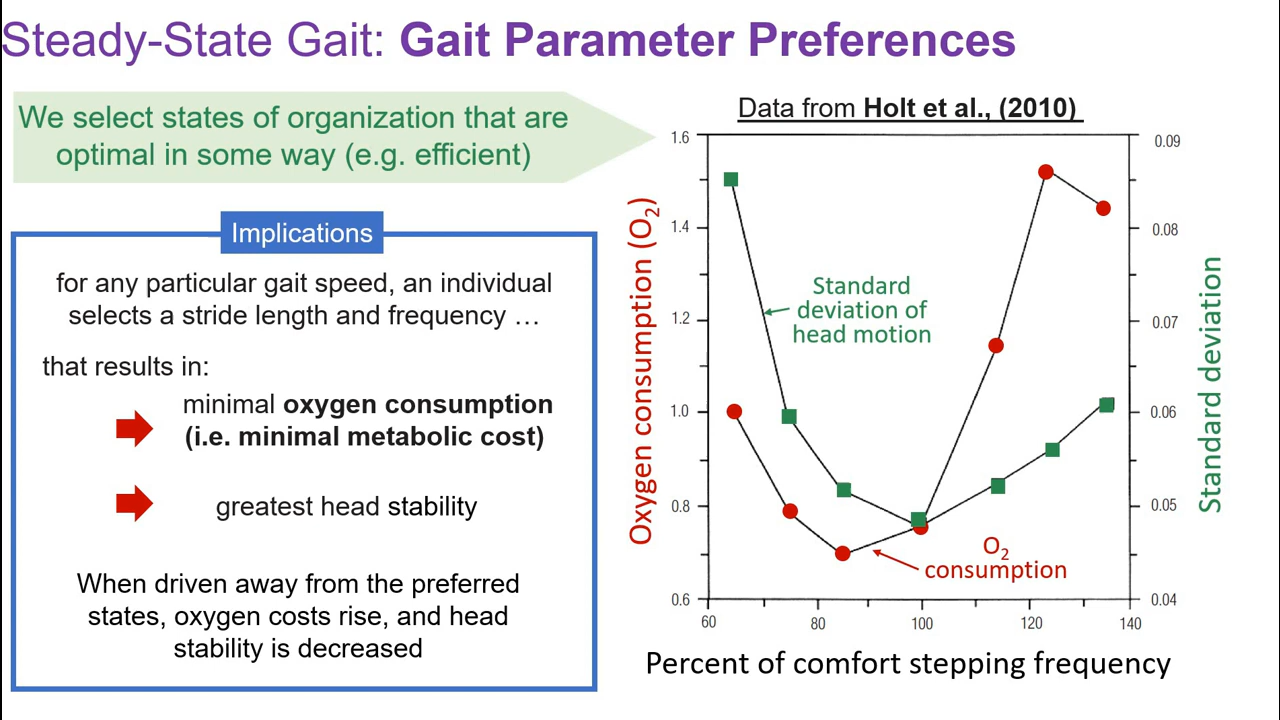 Steady-State Gait: Gait Parameter Preferences
We select states of organization that are
optimal in some way (e.g. efficient)
Implications
for any particular gait speed, an individual
selects a stride length and frequency …
that results in:
minimal oxygen consumption
(i.e. minimal metabolic cost)
greatest head stability
When driven away from the preferred
states, oxygen costs rise, and head
stability is decreased
Data from Holt et al., (2010)
Oxygen consumption (O₂)
1.6
1.4
1.2
1.0
0.8
0.6
Standard
deviation of
head motion
O₂
consumption
0.09
0.08
0.07
0.06
0.05
0.04
Standard deviation
60 80 100 120 140
Percent of comfort stepping frequency